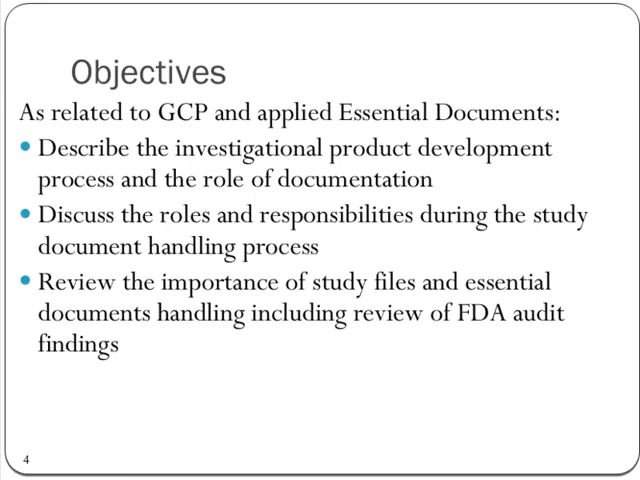 Objectives
As related to GCP and applied Essential Documents:
• Describe the investigational product development
process and the role of documentation
• Discuss the roles and responsibilities during the study
document handling process
• Review the importance of study files and essential
documents handling including review of FDA audit
findings
4